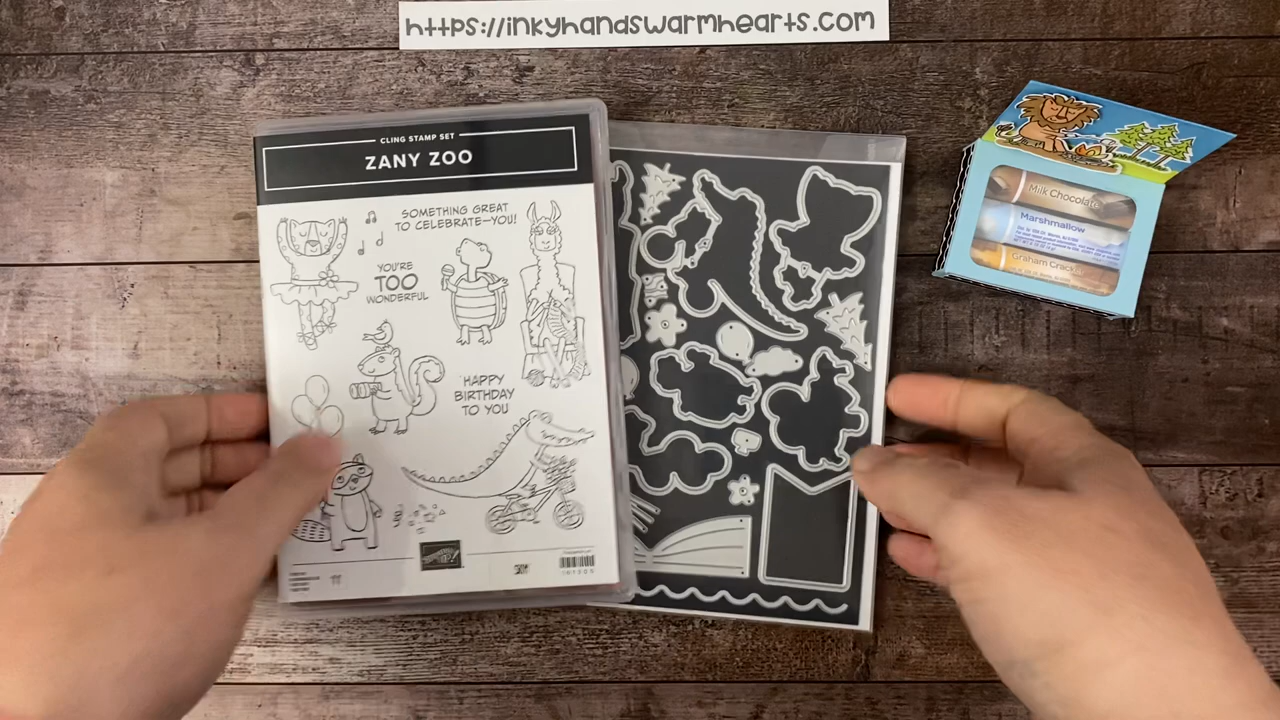 https://inkyhandswarmhearts.com
CLING STAMP SET
ZANY ZOO
SOMETHING GREAT
TO CELEBRATE–YOU!
YOU'RE
TOO
WONDERFUL
HAPPY
BIRTHDAY
TO YOU
11
Milk Chocolate
Marshmallow
Graham Cracker